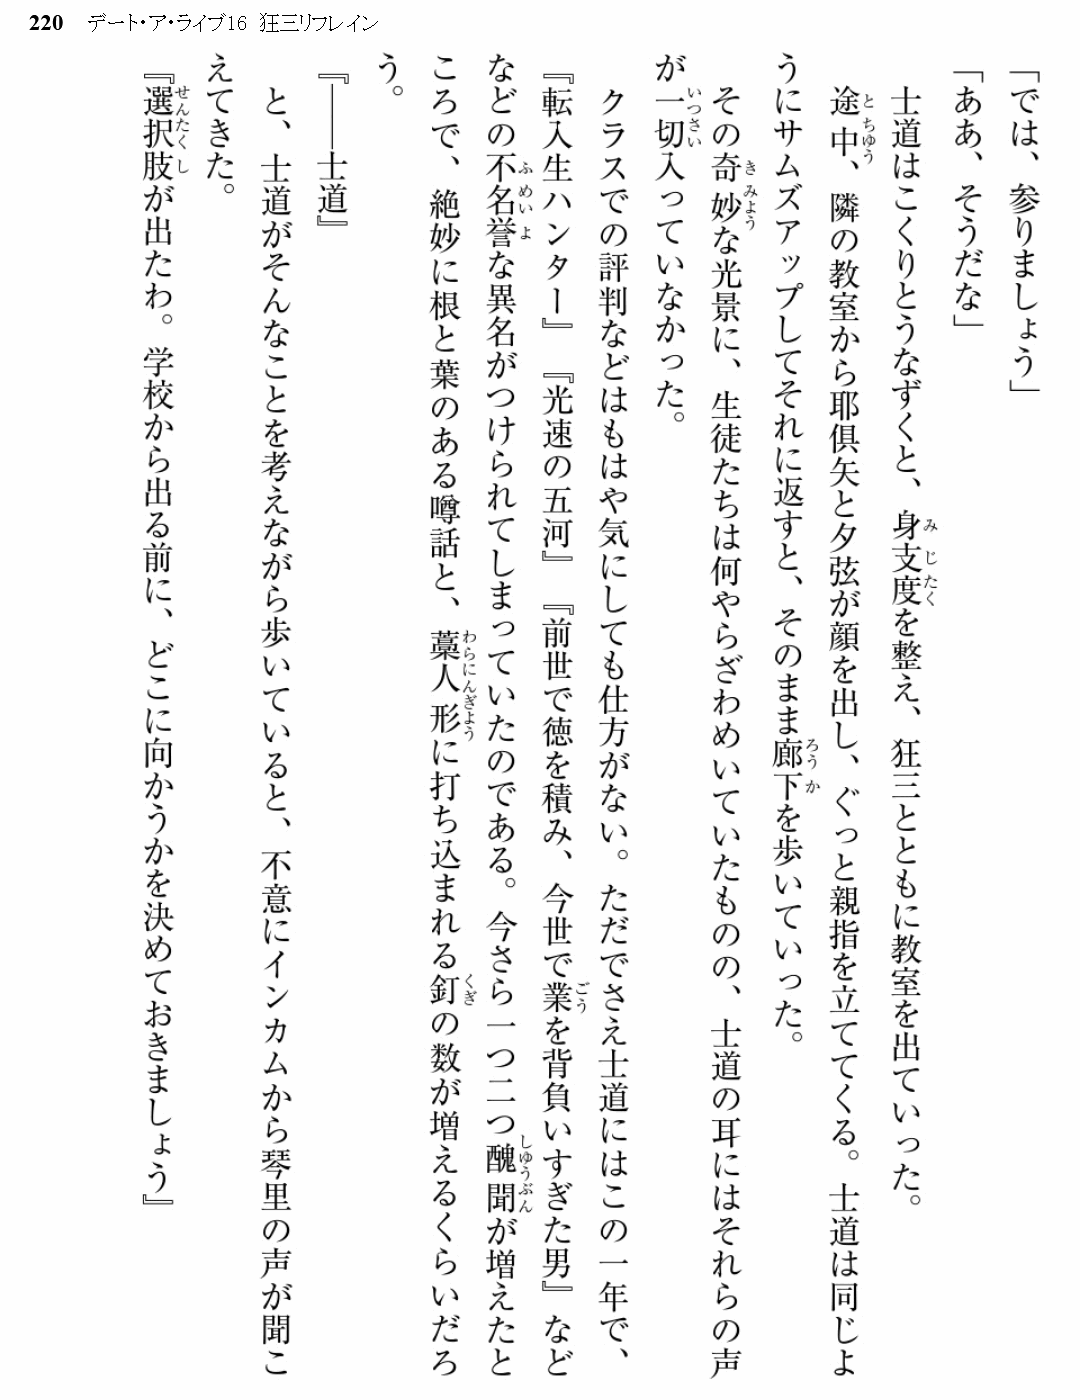 220 デート・ア・ライブ16 狂三リフレイン
「では、参りましょう」
「ああ、そうだな」
士道はこくりとうなずくと、身支度を整え、狂三とともに教室を出ていった。
途中、隣の教室から耶倶矢と夕弦が顔を出し、ぐっと親指を立ててくる。士道は同じよ
うにサムズアップしてそれに返すと、そのまま廊下を歩いていった。
その奇妙な光景に、生徒たちは何やらざわめいていたものの、士道の耳にはそれらの声
が一切入っていなかった。
クラスでの評判などはもはや気にしても仕方がない。ただでさえ士道にはこの一年で、
『転入生ハンター』『光速の五河』『前世で徳を積み、今世で業を背負いすぎた男』など
などの不名誉な異名がつけられてしまっていたのである。今さら一つ二つ醜聞が増えたと
ころで、絶妙に根と葉のある噂話と、藁人形に打ち込まれる釘の数が増えるくらいだろ
う。
『――士道』
と、士道がそんなことを考えながら歩いていると、不意にインカムから琴里の声が聞こ
えてきた。
『選択肢が出たわ。学校から出る前に、どこに向かうかを決めておきましょう』